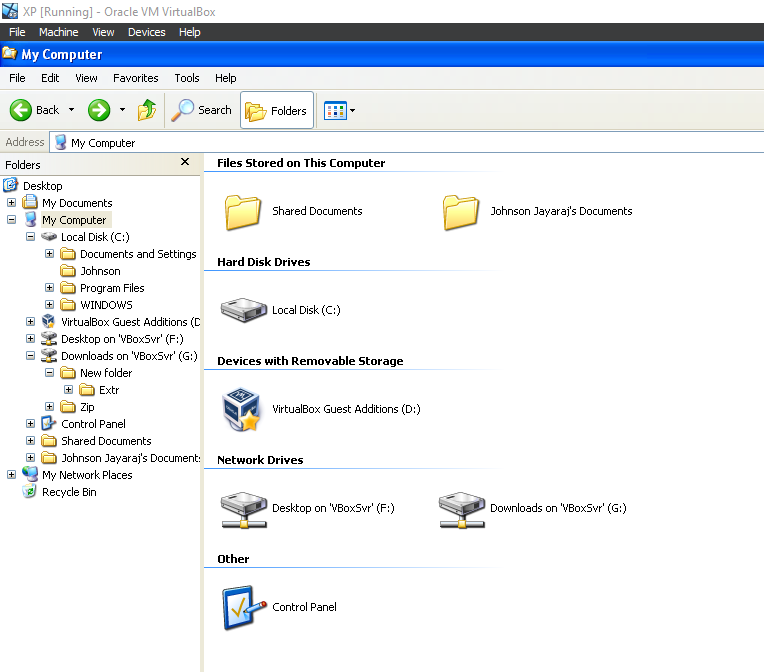 XP [Running] - Oracle VM VirtualBox
File Machine View Devices Help
My Computer
File Edit View Favorites Tools Help
Back Search Folders
Address My Computer
Folders
Desktop
My Documents
My Computer
Local Disk (C:)
Documents and Settings
Johnson
Program Files
WINDOWS
VirtualBox Guest Additions (D
Desktop on 'VBoxSvr' (F:)
Downloads on 'VBoxSvr' (G:)
New folder
Extr
Zip
Control Panel
Shared Documents
Johnson Jayaraj's Documents
My Network Places
Recycle Bin
Files Stored on This Computer
Shared Documents Johnson Jayaraj's Documents
Hard Disk Drives
Local Disk (C:)
Devices with Removable Storage
VirtualBox Guest Additions (D:)
Network Drives
Desktop on 'VBoxSvr' (F:) Downloads on 'VBoxSvr' (G:)
Other
Control Panel